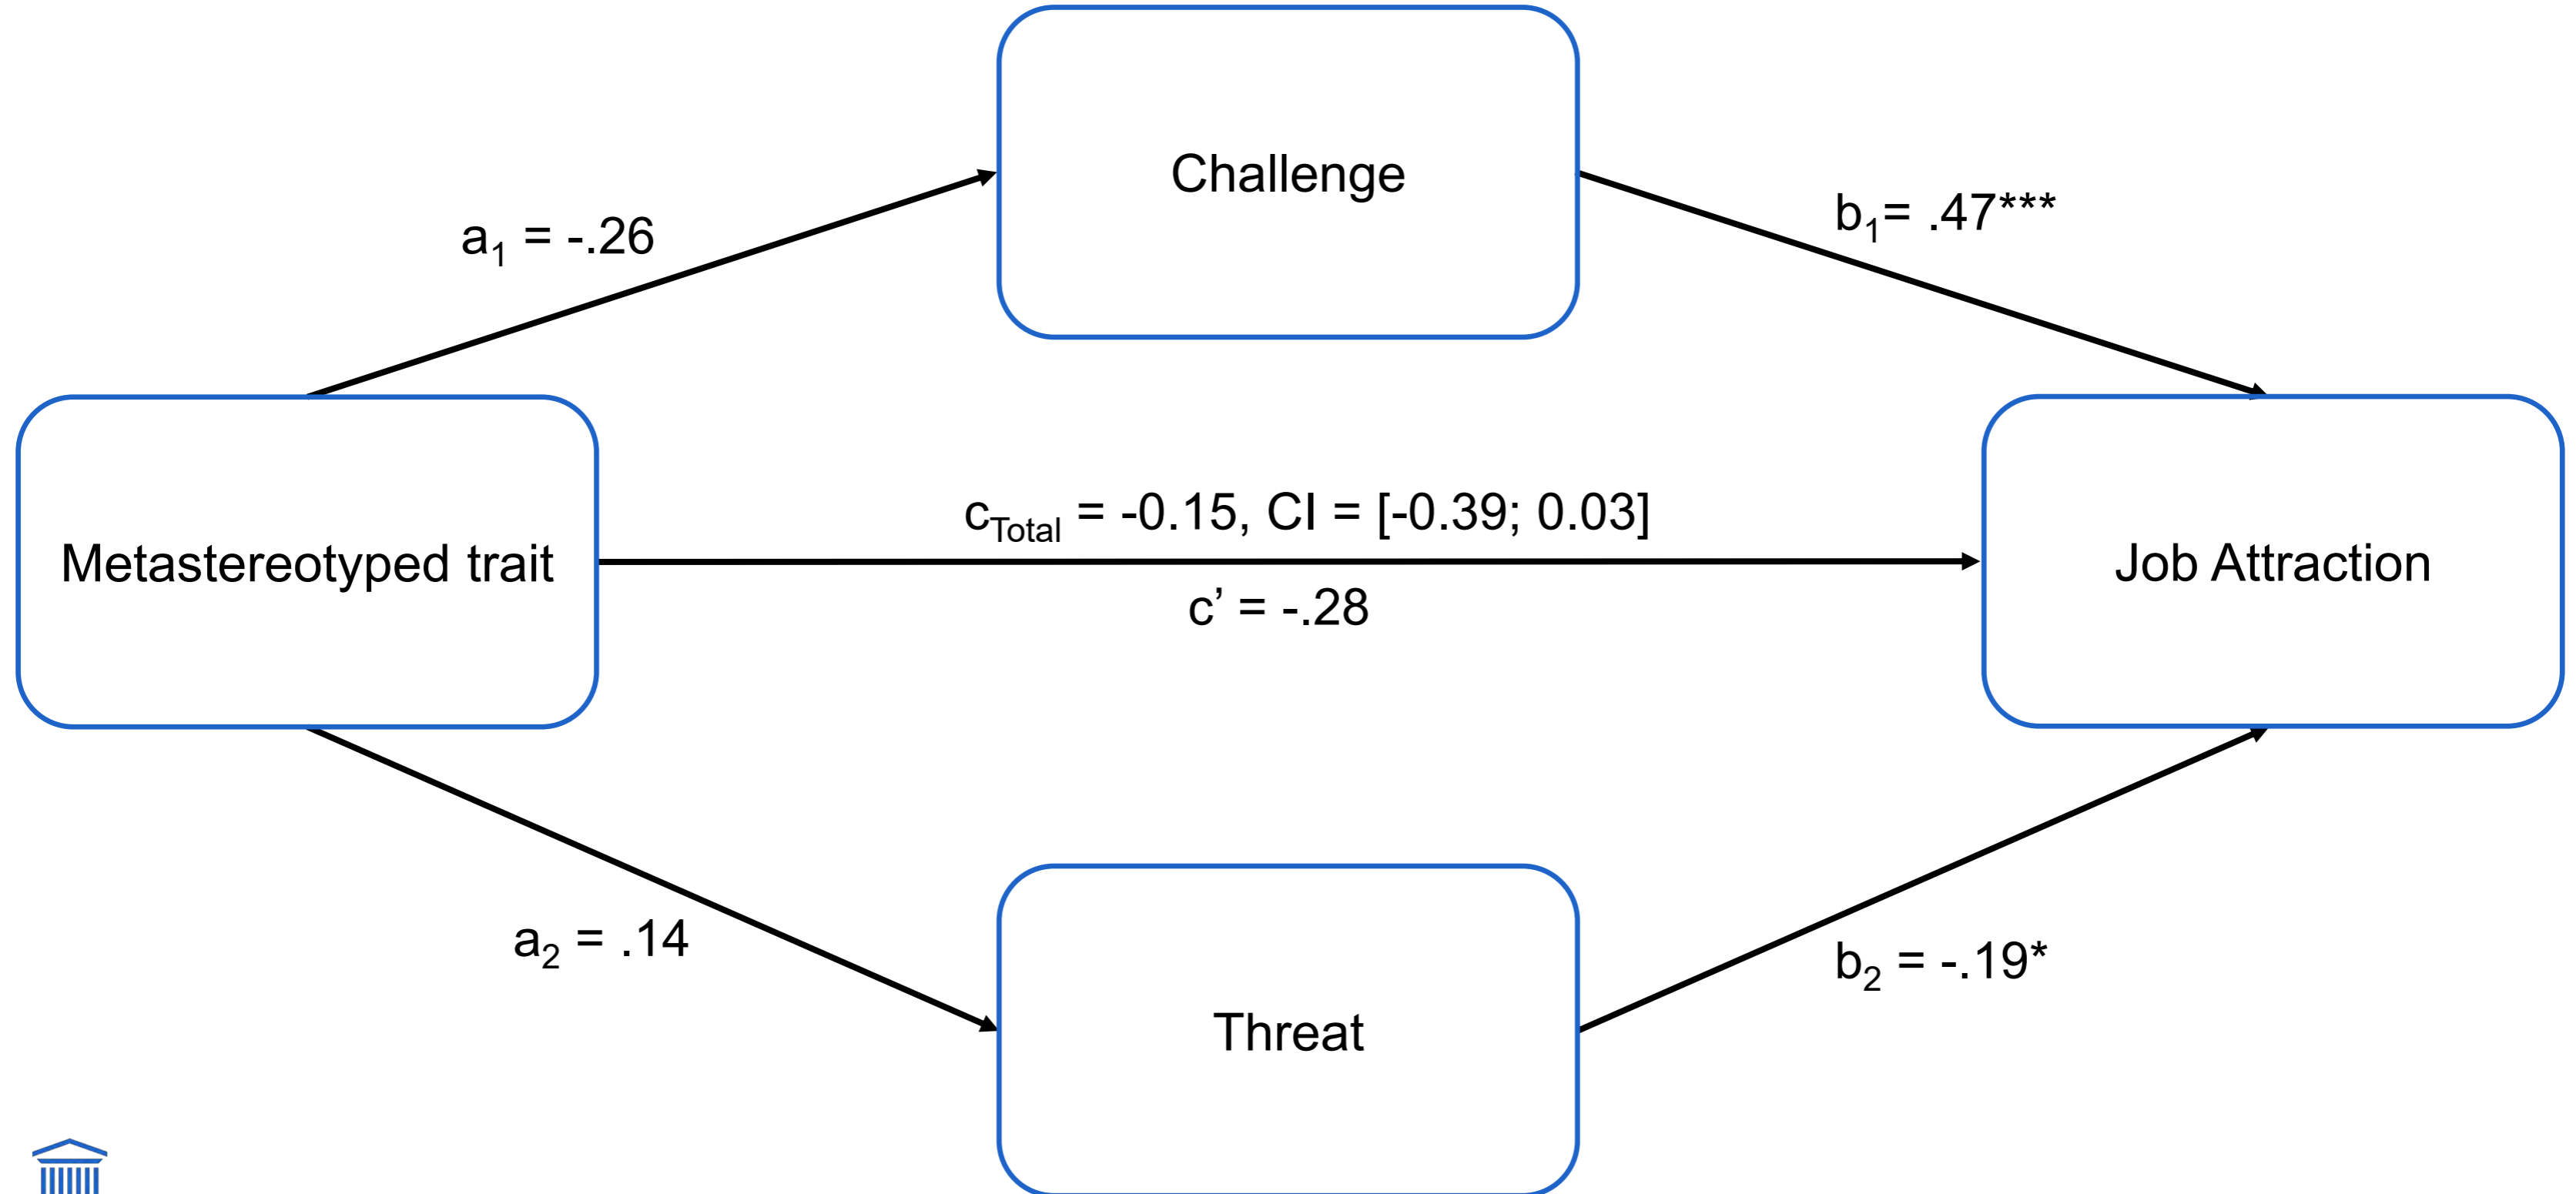 Challenge
a₁ = -.26
b₁= .47***
c_Total = -0.15, CI = [-0.39; 0.03]
Metastereotyped trait
Job Attraction
c’ = -.28
a₂ = .14
b₂ = -.19*
Threat